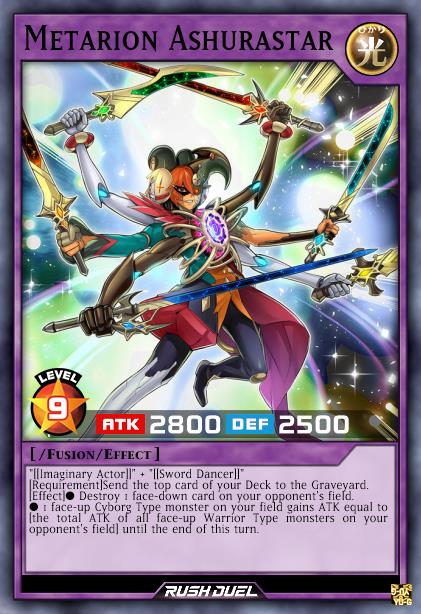 Metarion Ashurastar
ひかり
光
LEVEL
9
ATK 2800 DEF 2500
[/Fusion/Effect]
"[[Imaginary Actor]]" + "[[Sword Dancer]]"
[Requirement]Send the top card of your Deck to the Graveyard.
[Effect]● Destroy 1 face-down card on your opponent's field.
● 1 face-up Cyborg Type monster on your field gains ATK equal to
[the total ATK of all face-up Warrior Type monsters on your
opponent's field] until the end of this turn.
RUSH DUEL